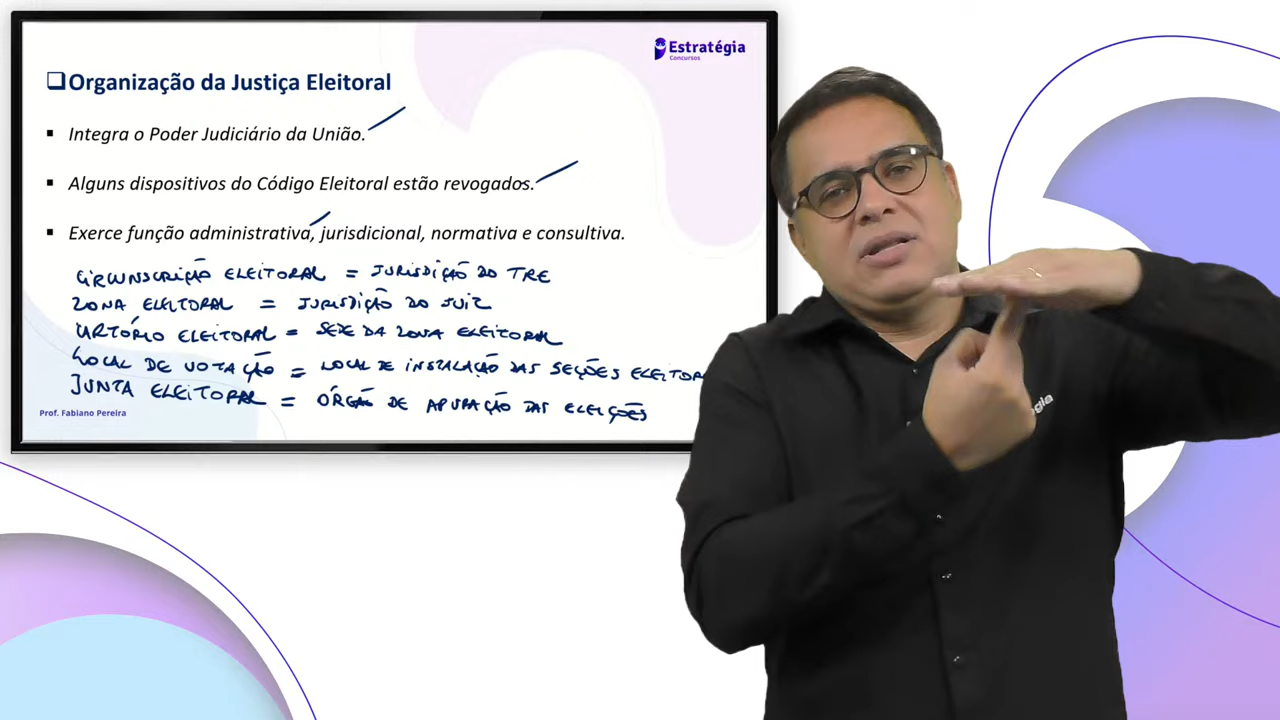 Estratégia
Concursos
Organização da Justiça Eleitoral
Integra o Poder Judiciário da União.
Alguns dispositivos do Código Eleitoral estão revogados.
Exerce função administrativa, jurisdicional, normativa e consultiva.
CIRCUNSCRIÇÃO ELEITORAL = JURISDIÇÃO DO TRE
ZONA ELEITORAL = JURISDIÇÃO DO JUIZ
CARTÓRIO ELEITORAL = SEDE DA ZONA ELEITORAL
LOCAL DE VOTAÇÃO = LOCAL DE INSTALAÇÃO DAS SEÇÕES ELEITORA
JUNTA ELEITORAL = ÓRGÃO DE APURAÇÃO DAS ELEIÇÕES
Prof. Fabiano Pereira
gia